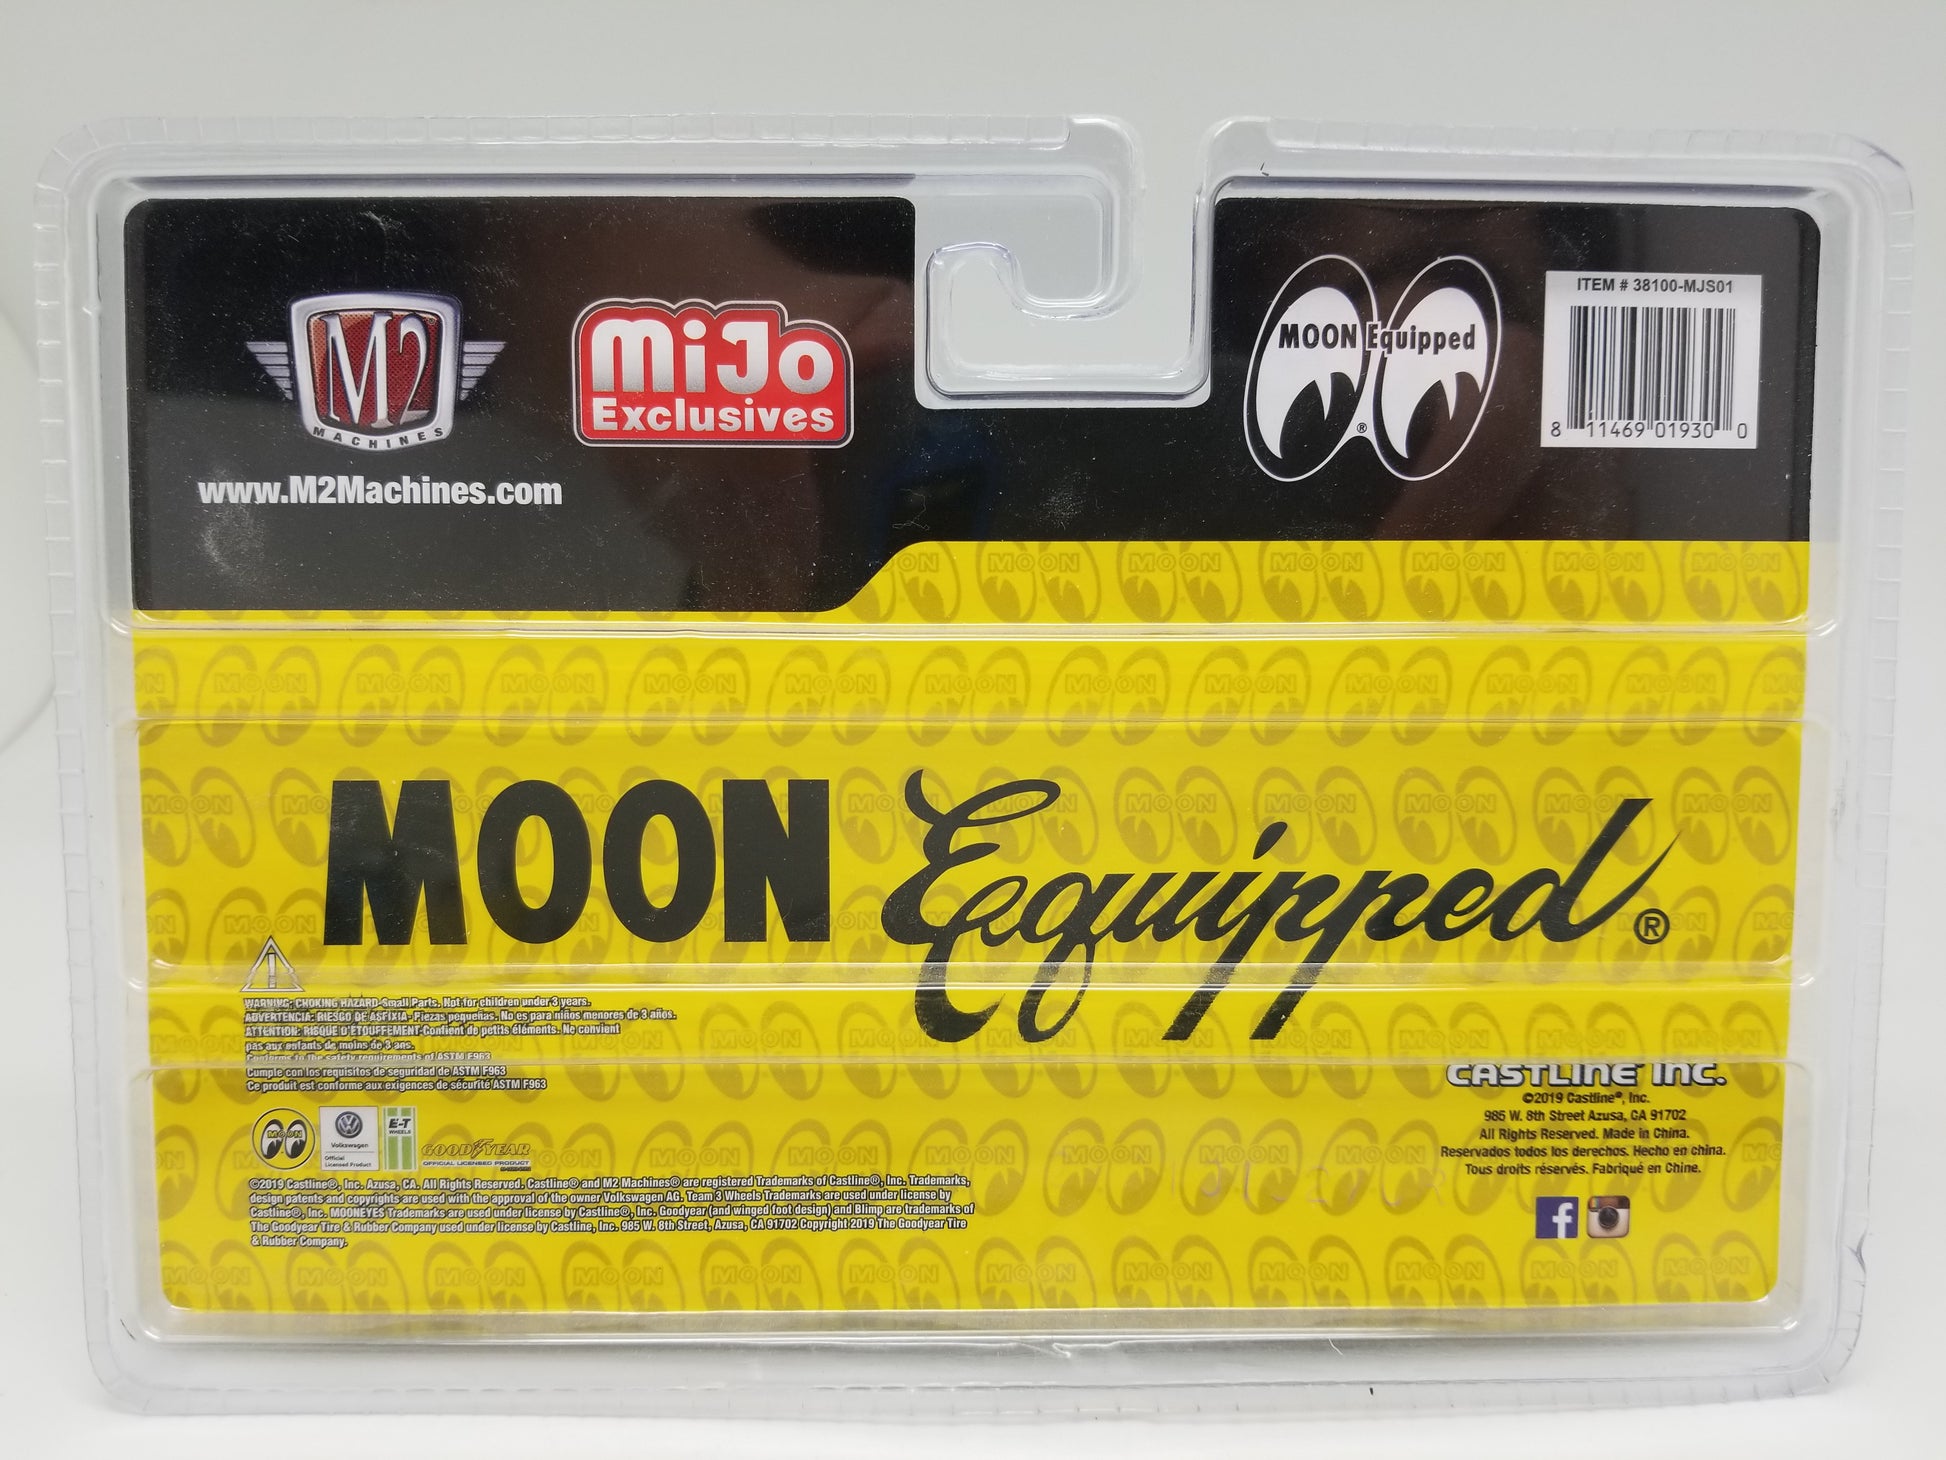 M2
MACHINES
www.M2Machines.com
MiJo
Exclusives
MOON Equipped
®
ITEM # 38100-MJS01
8 11469 01930 0
MOON Equipped®
WARNING: CHOKING HAZARD-Small Parts. Not for children under 3 years.
ADVERTENCIA: RIESGO DE ASFIXIA- Piezas pequeñas. No es para niños menores de 3 años.
ATTENTION: RISQUE D'ÉTOUFFEMENT-Contient de petits éléments. Ne convient
pas aux enfants de moins de 3 ans.
Conforms to the safety requirements of ASTM F963
Cumple con los requisitos de seguridad de ASTM F963
Ce produit est conforme aux exigences de sécurité ASTM F963
MOON
Volkswagen
Official
Licensed Product
E-T
WHEELS
GOODYEAR
OFFICIAL LICENSED PRODUCT
©2019 Castline®, Inc. Azusa, CA. All Rights Reserved. Castline® and M2 Machines® are registered Trademarks of Castline®, Inc. Trademarks,
design patents and copyrights are used with the approval of the owner Volkswagen AG. Team 3 Wheels Trademarks are used under license by
Castline®, Inc. MOONEYES Trademarks are used under license by Castline®, Inc. Goodyear (and winged foot design) and Blimp are trademarks of
The Goodyear Tire & Rubber Company used under license by Castline, Inc. 985 W. 8th Street, Azusa, CA 91702 Copyright 2019 The Goodyear Tire
& Rubber Company.
CASTLINE INC.
©2019 Castline®, Inc.
985 W. 8th Street Azusa, CA 91702
All Rights Reserved. Made in China.
Reservados todos los derechos. Hecho en china.
Tous droits réservés. Fabriqué en Chine.